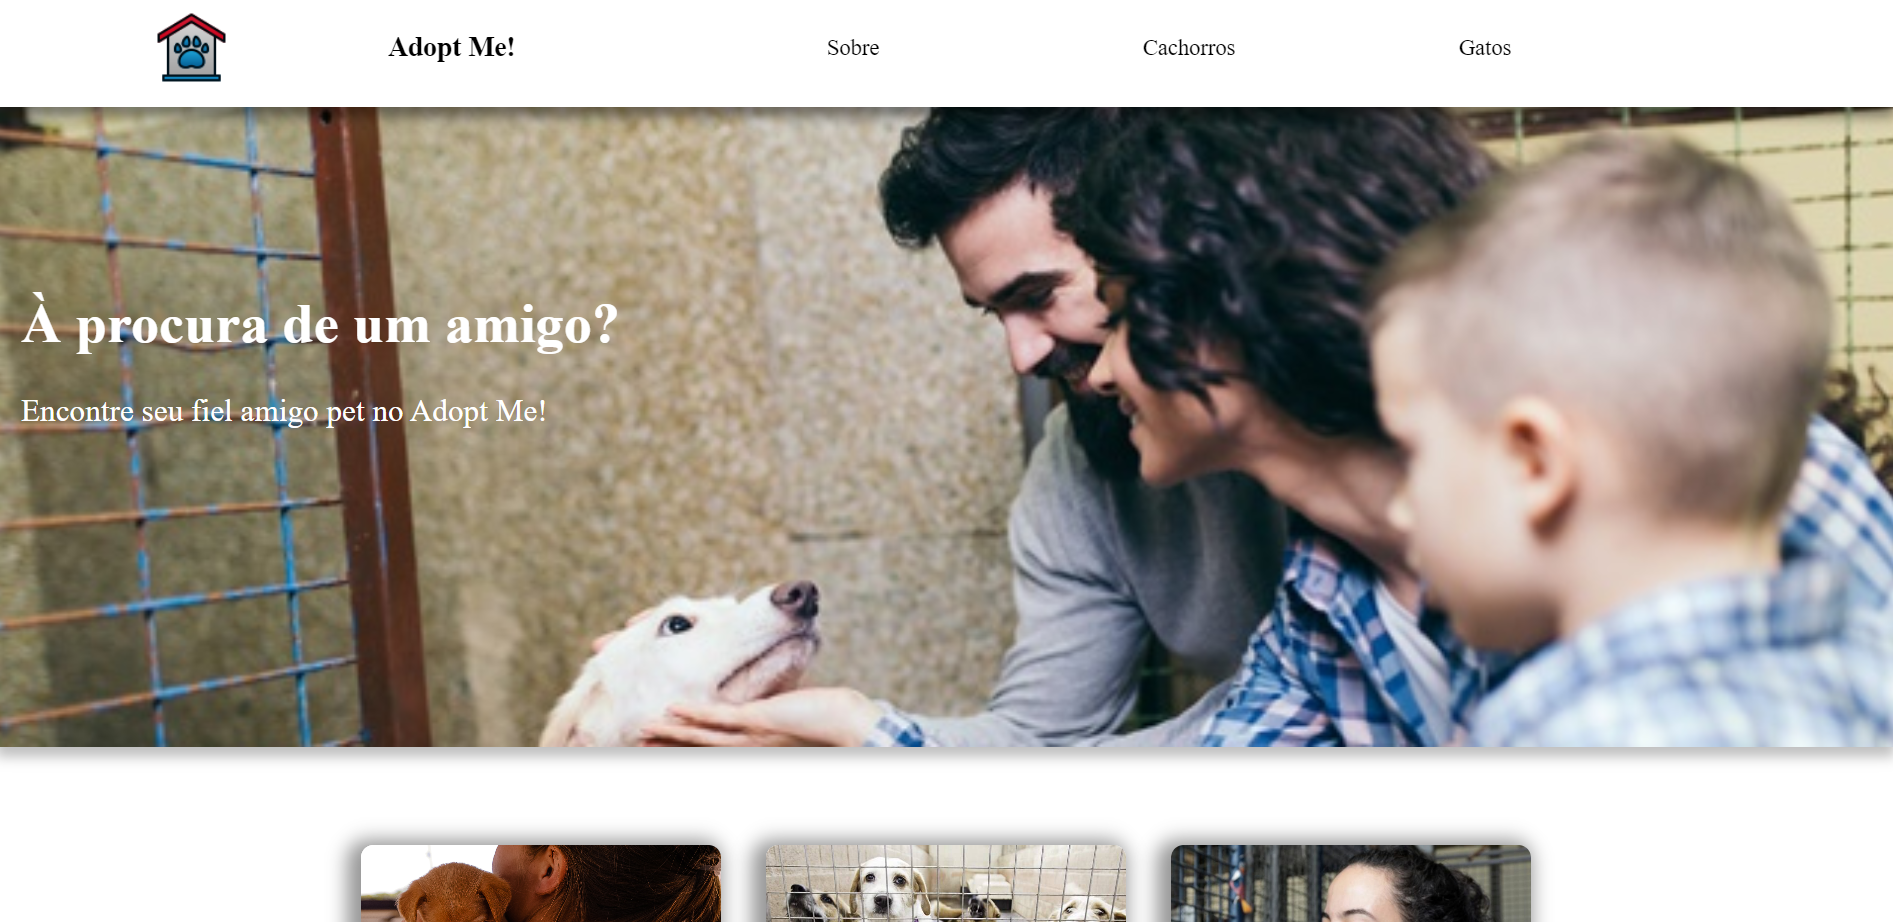 Adopt Me!
Sobre
Cachorros
Gatos
À procura de um amigo?
Encontre seu fiel amigo pet no Adopt Me!